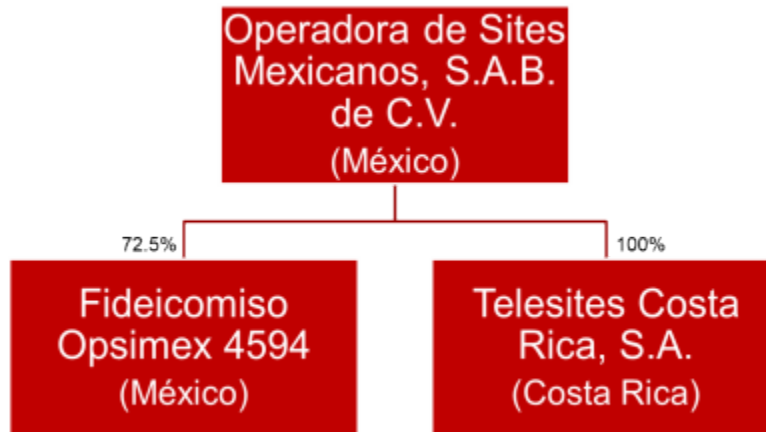 Operadora de Sites
Mexicanos, S.A.B.
de C.V.
(México)
72.5%
100%
Fideicomiso
Opsimex 4594
(México)
Telesites Costa
Rica, S.A.
(Costa Rica)